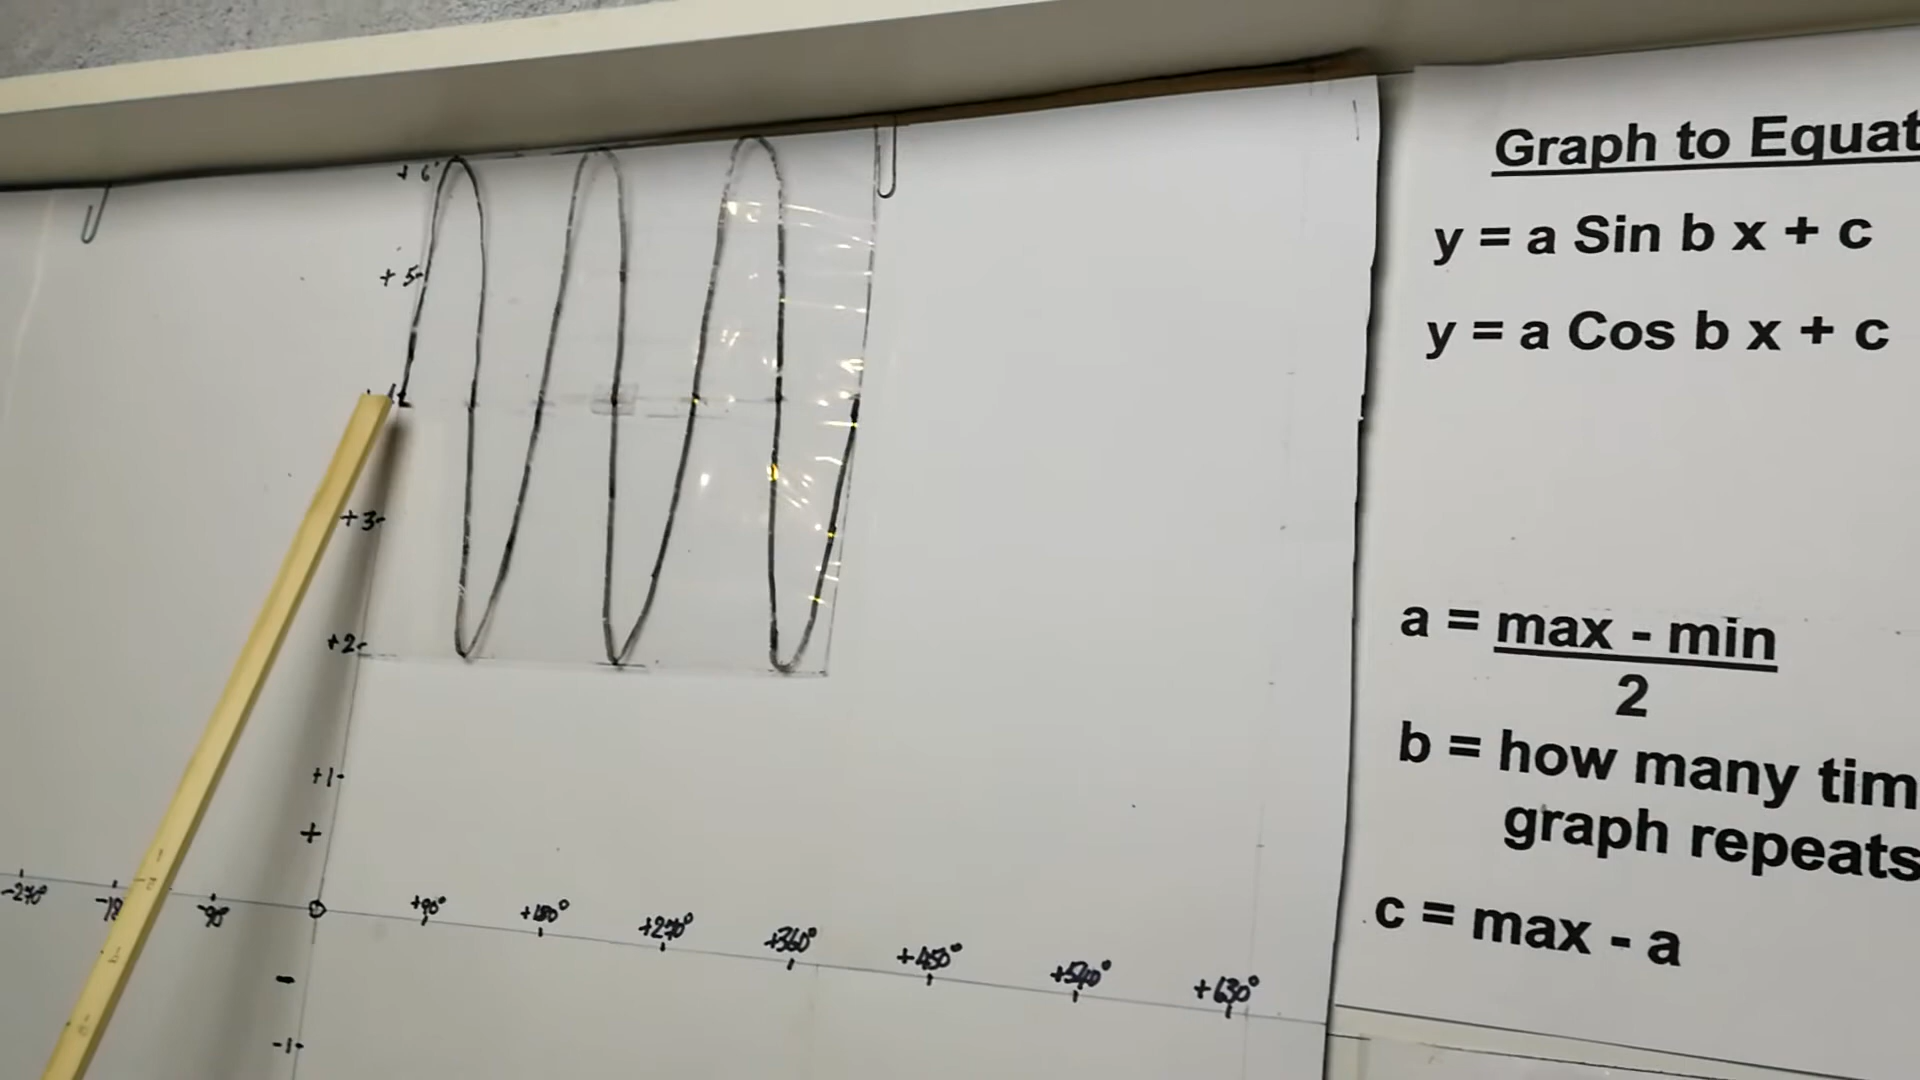 +6
+5
+3
+2
+1
+
-270° -90° 0 +90° +180° +270° +360° +450° +540° +630°
-
-1
Graph to Equat
y = a Sin b x + c
y = a Cos b x + c
a = max - min
2
b = how many tim
graph repeats
c = max - a